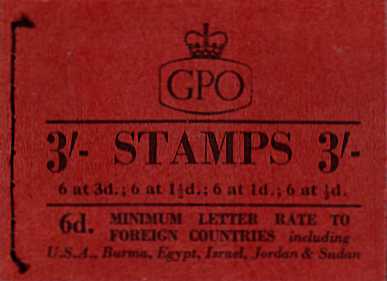 GPO
3/- STAMPS 3/-
6 at 3d.; 6 at 1½d.; 6 at 1d.; 6 at ½d.
6d. MINIMUM LETTER RATE TO
FOREIGN COUNTRIES including
U.S.A., Burma, Egypt, Israel, Jordan & Sudan